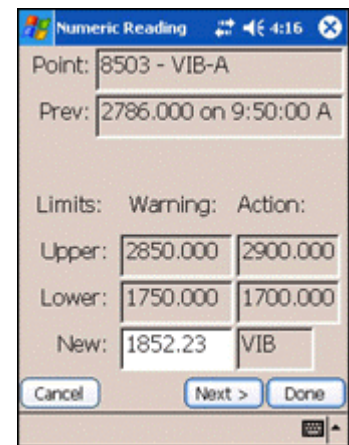 Numeric Reading 4:16
Point: 8503 - VIB-A
Prev: 2786.000 on 9:50:00 A
Limits: Warning: Action:
Upper: 2850.000 2900.000
Lower: 1750.000 1700.000
New: 1852.23 VIB
Cancel Next > Done